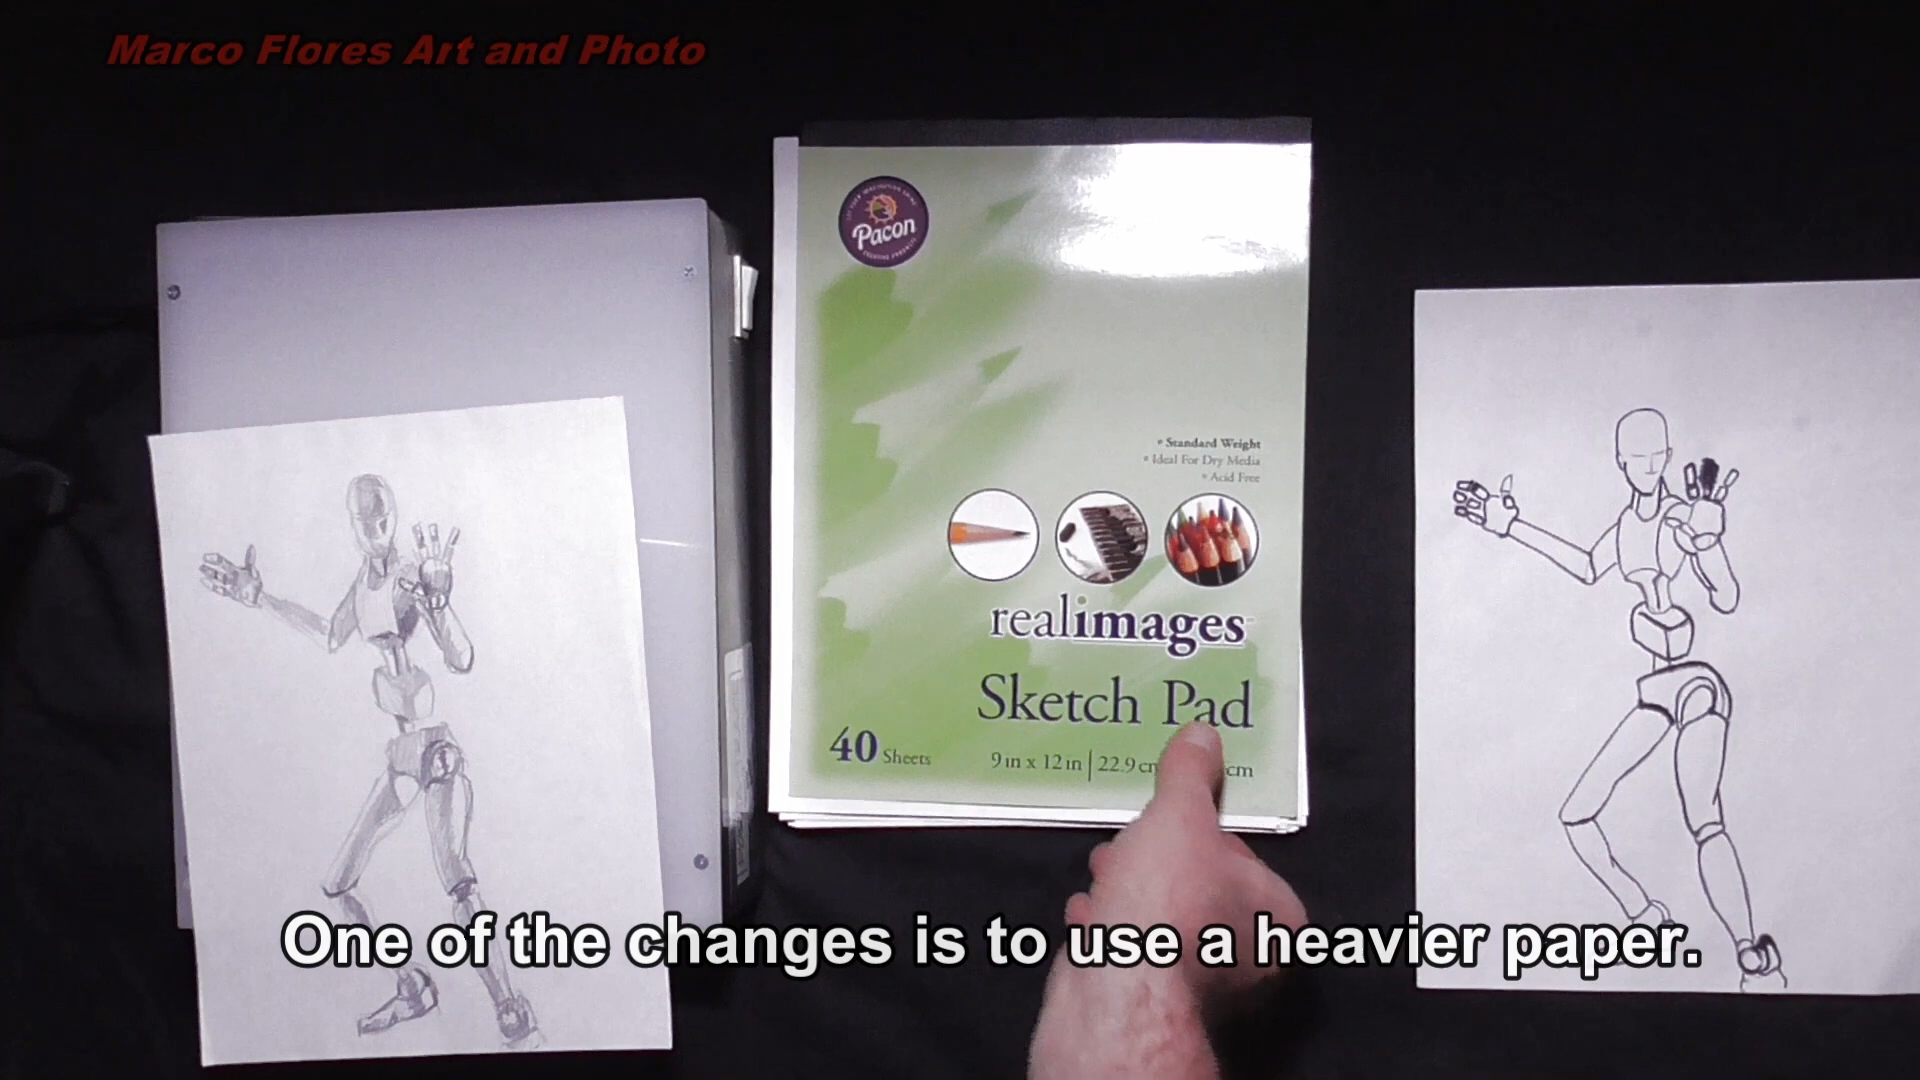 Marco Flores Art and Photo
Pacon
• Standard Weight
• Ideal For Dry Media
• Acid Free
realimages
Sketch Pad
40 Sheets
9 in x 12 in | 22.9 cm
cm
One of the changes is to use a heavier paper.